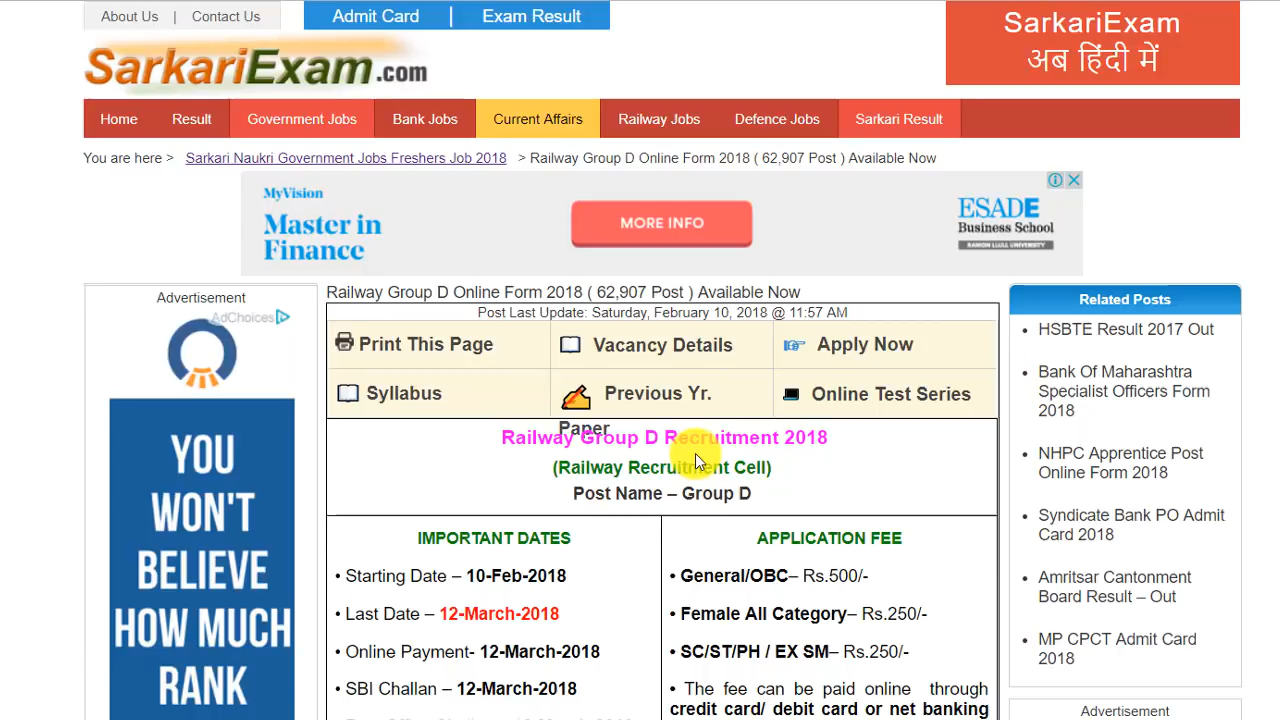 About Us | Contact Us
Admit Card | Exam Result
SarkariExam
अब हिंदी में
SarkariExam.com
Home Result Government Jobs Bank Jobs Current Affairs Railway Jobs Defence Jobs Sarkari Result
You are here > Sarkari Naukri Government Jobs Freshers Job 2018 > Railway Group D Online Form 2018 ( 62,907 Post ) Available Now
MyVision
Master in
Finance
MORE INFO
ESADE
Business School
RAMON LLULL UNIVERSITY
Advertisement
AdChoices
YOU
WON'T
BELIEVE
HOW MUCH
RANK
Railway Group D Online Form 2018 ( 62,907 Post ) Available Now
Post Last Update: Saturday, February 10, 2018 @ 11:57 AM
Print This Page Vacancy Details Apply Now
Syllabus Previous Yr. Online Test Series
Paper
Railway Group D Recruitment 2018
(Railway Recruitment Cell)
Post Name – Group D
IMPORTANT DATES
• Starting Date – 10-Feb-2018
• Last Date – 12-March-2018
• Online Payment- 12-March-2018
• SBI Challan – 12-March-2018
APPLICATION FEE
• General/OBC– Rs.500/-
• Female All Category– Rs.250/-
• SC/ST/PH / EX SM– Rs.250/-
• The fee can be paid online through
credit card/ debit card or net banking
Related Posts
• HSBTE Result 2017 Out
• Bank Of Maharashtra
Specialist Officers Form
2018
• NHPC Apprentice Post
Online Form 2018
• Syndicate Bank PO Admit
Card 2018
• Amritsar Cantonment
Board Result – Out
• MP CPCT Admit Card
2018
Advertisement